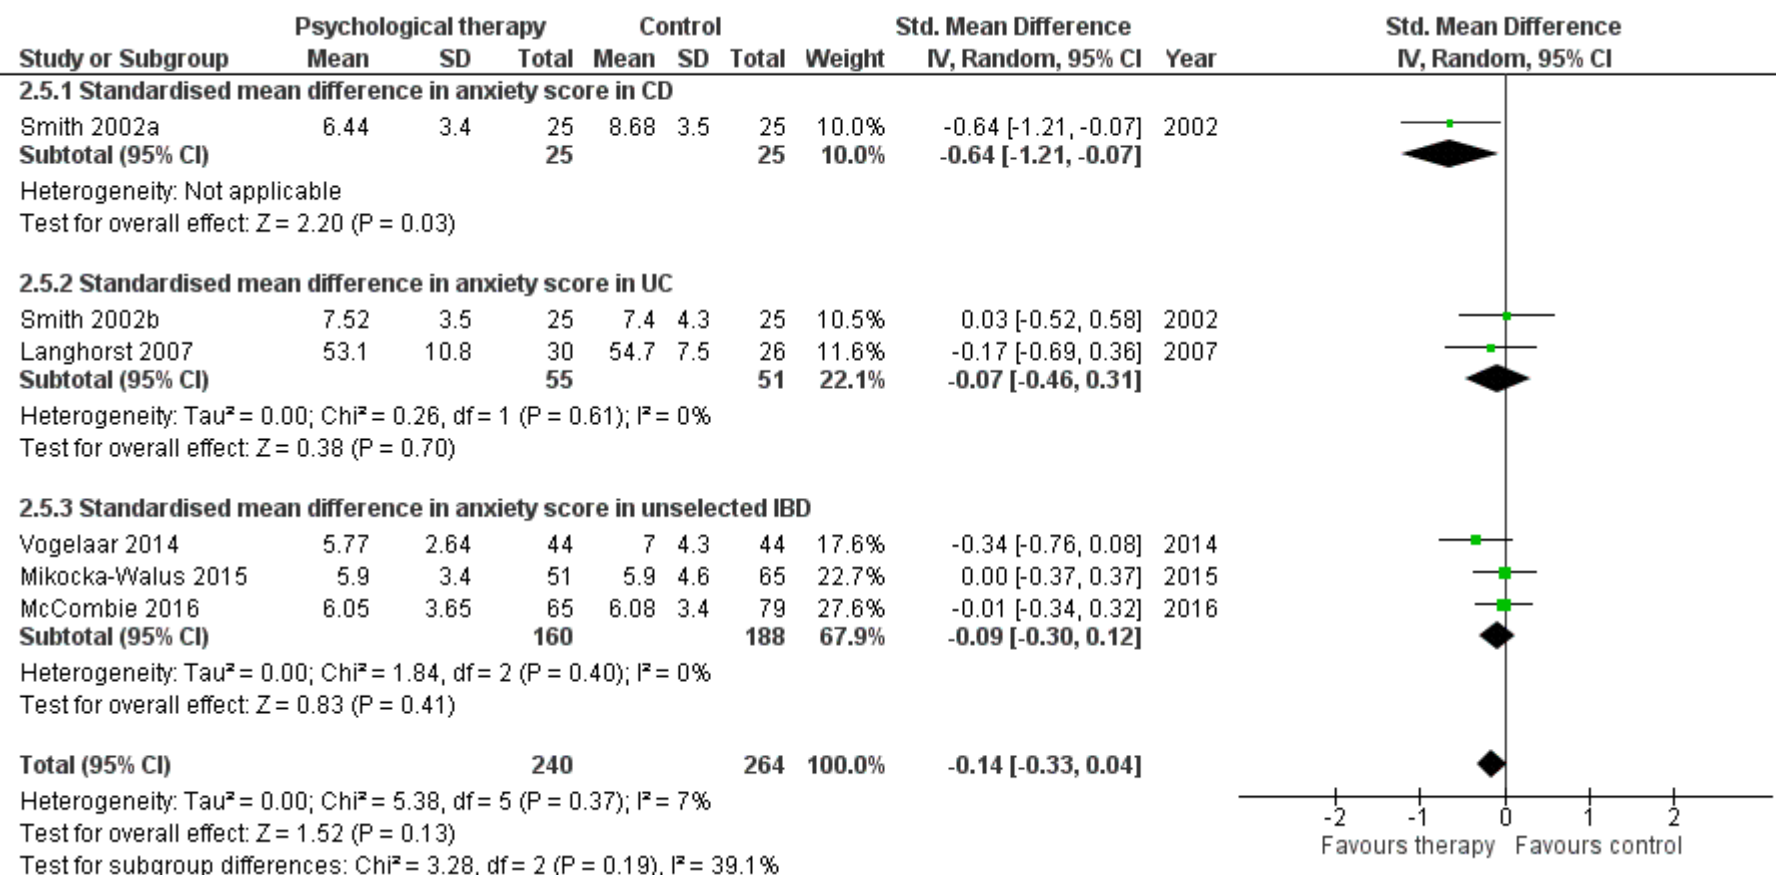 Psychological therapy Control Std. Mean Difference Std. Mean Difference
Study or Subgroup Mean SD Total Mean SD Total Weight IV, Random, 95% CI Year IV, Random, 95% CI
2.5.1 Standardised mean difference in anxiety score in CD
Smith 2002a 6.44 3.4 25 8.68 3.5 25 10.0% -0.64 [-1.21, -0.07] 2002
Subtotal (95% CI) 25 25 10.0% -0.64 [-1.21, -0.07]
Heterogeneity: Not applicable
Test for overall effect: Z = 2.20 (P = 0.03)
2.5.2 Standardised mean difference in anxiety score in UC
Smith 2002b 7.52 3.5 25 7.4 4.3 25 10.5% 0.03 [-0.52, 0.58] 2002
Langhorst 2007 53.1 10.8 30 54.7 7.5 26 11.6% -0.17 [-0.69, 0.36] 2007
Subtotal (95% CI) 55 51 22.1% -0.07 [-0.46, 0.31]
Heterogeneity: Tau² = 0.00; Chi² = 0.26, df = 1 (P = 0.61); I² = 0%
Test for overall effect: Z = 0.38 (P = 0.70)
2.5.3 Standardised mean difference in anxiety score in unselected IBD
Vogelaar 2014 5.77 2.64 44 7 4.3 44 17.6% -0.34 [-0.76, 0.08] 2014
Mikocka-Walus 2015 5.9 3.4 51 5.9 4.6 65 22.7% 0.00 [-0.37, 0.37] 2015
McCombie 2016 6.05 3.65 65 6.08 3.4 79 27.6% -0.01 [-0.34, 0.32] 2016
Subtotal (95% CI) 160 188 67.9% -0.09 [-0.30, 0.12]
Heterogeneity: Tau² = 0.00; Chi² = 1.84, df = 2 (P = 0.40); I² = 0%
Test for overall effect: Z = 0.83 (P = 0.41)
Total (95% CI) 240 264 100.0% -0.14 [-0.33, 0.04]
Heterogeneity: Tau² = 0.00; Chi² = 5.38, df = 5 (P = 0.37); I² = 7%
Test for overall effect: Z = 1.52 (P = 0.13)
Test for subgroup differences: Chi² = 3.28, df = 2 (P = 0.19), I² = 39.1%
-2 -1 0 1 2
Favours therapy Favours control